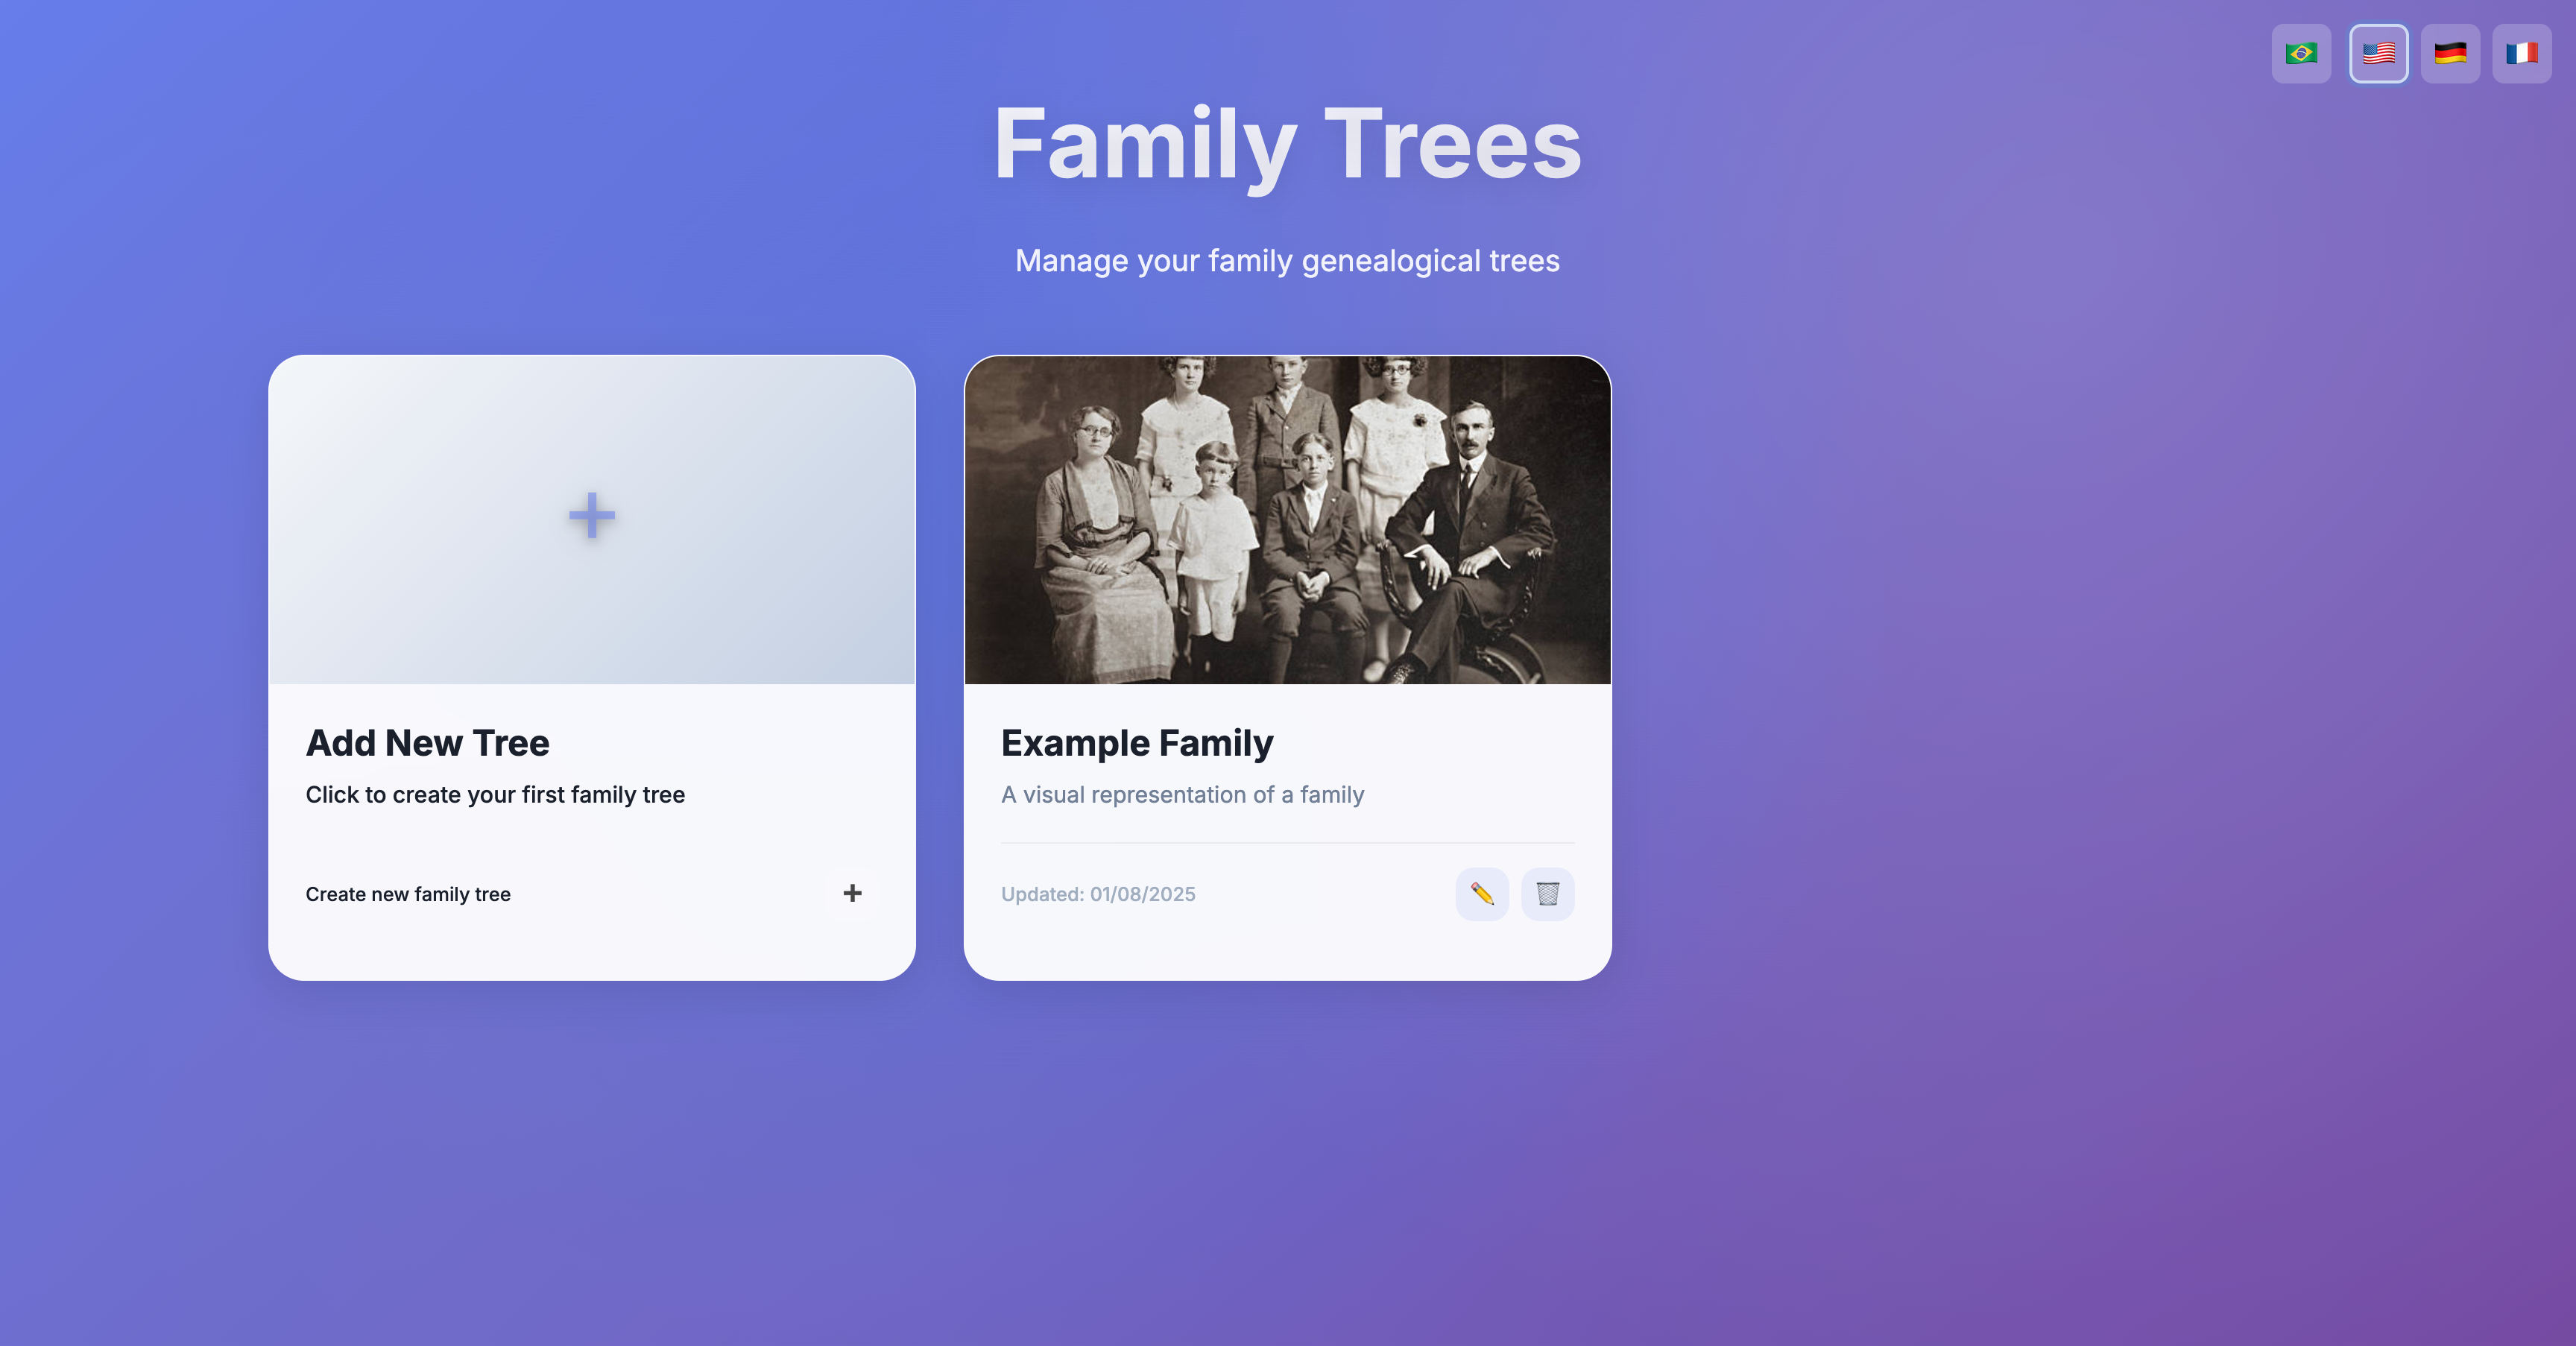 Family Trees
Manage your family genealogical trees
Add New Tree
Click to create your first family tree
Create new family tree
Example Family
A visual representation of a family
Updated: 01/08/2025